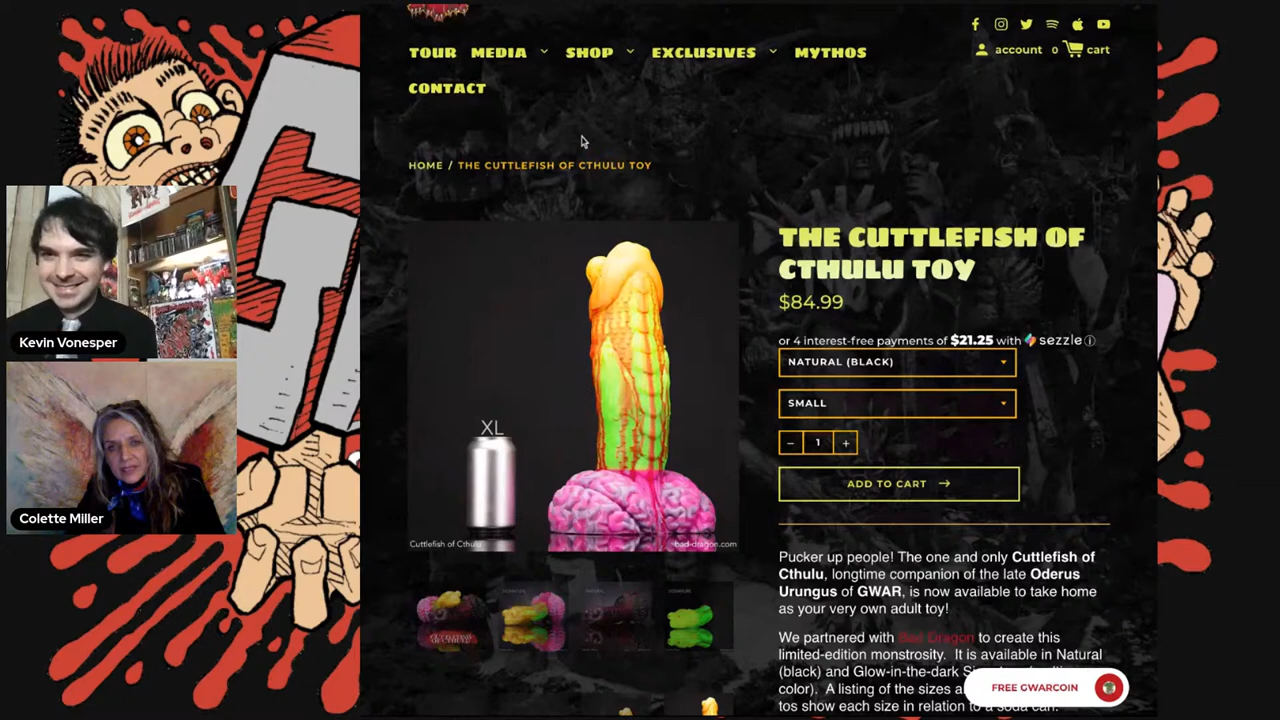 TOUR MEDIA SHOP EXCLUSIVES MYTHOS
CONTACT
account 0 cart
HOME / THE CUTTLEFISH OF CTHULU TOY
Kevin Vonesper
Colette Miller
XL
Cuttlefish of Cthulu
bad-dragon.com
THE CUTTLEFISH OF
CTHULU TOY
$84.99
or 4 interest-free payments of $21.25 with sezzle
NATURAL (BLACK)
SMALL
− 1 +
ADD TO CART →
Pucker up people! The one and only Cuttlefish of
Cthulu, longtime companion of the late Oderus
Urungus of GWAR, is now available to take home
as your very own adult toy!
We partnered with Bad Dragon to create this
limited-edition monstrosity. It is available in Natural
(black) and Glow-in-the-dark
color). A listing of the sizes
tos show each size in relation to a soda can.
FREE GWARCOIN